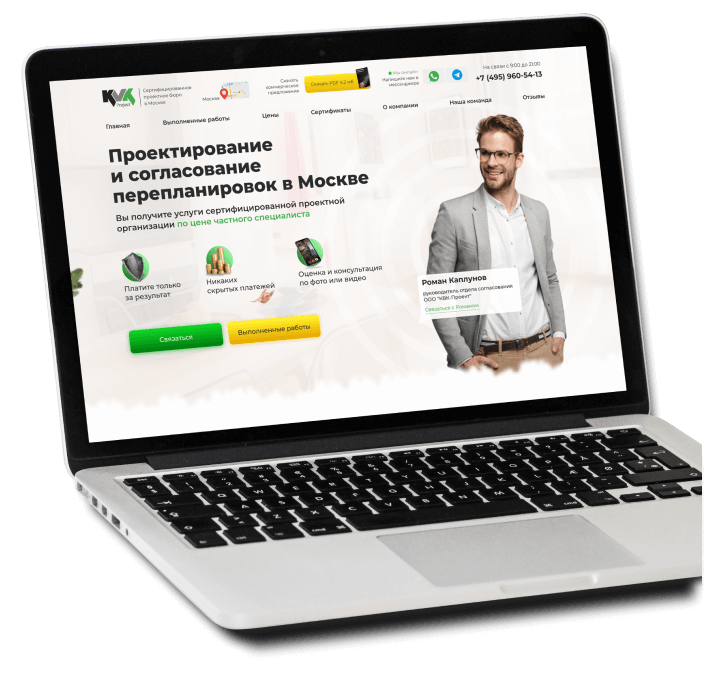 KVK
Project
Сертифицированное
проектное бюро
в Москве
Москва
Скачать
коммерческое
предложение
Скачать PDF 4,2 мб
Мы онлайн
Напишите нам в
мессенджере
На связи с 9:00 до 21:00
+7 (495) 960-54-13
Главная
Выполненные работы
Цены
Сертификаты
О компании
Наша команда
Отзывы
Проектирование
и согласование
перепланировок в Москве
Вы получите услуги сертифицированной проектной
организации по цене частного специалиста
Платите только
за результат
Никаких
скрытых платежей
Оценка и консультация
по фото или видео
Роман Каплунов
руководитель отдела согласования
ООО "КВК-Проект"
Связаться с Романом
Связаться
Выполненные работы